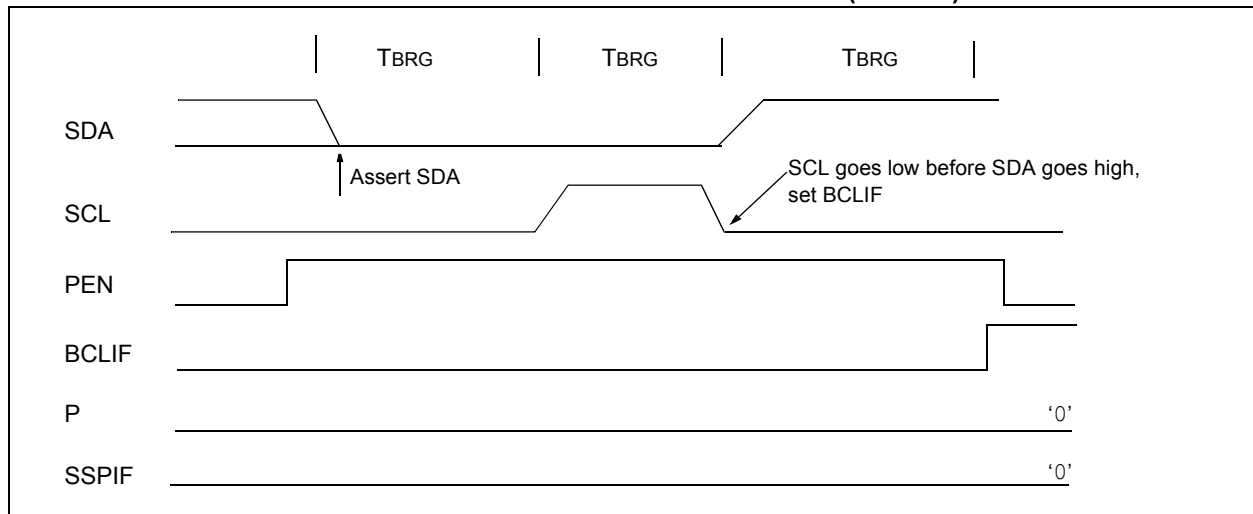 TBRG TBRG TBRG
SDA
Assert SDA
SCL goes low before SDA goes high,
set BCLIF
SCL
PEN
BCLIF
P
'0'
SSPIF
'0'